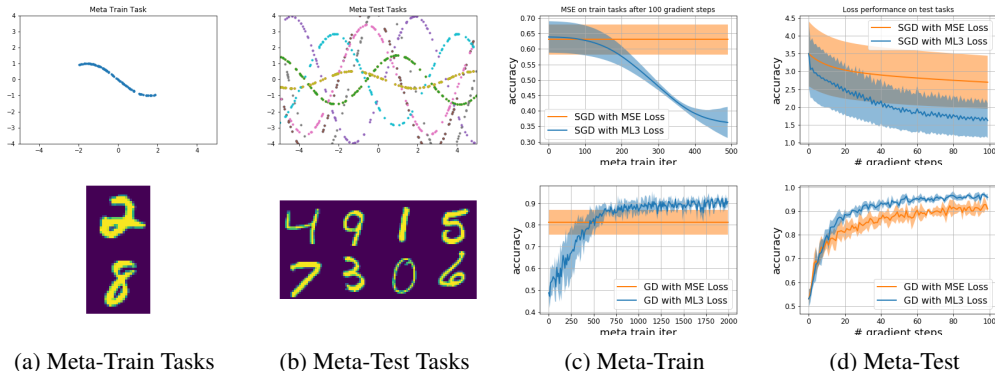 Meta Train Task
4
3
2
1
0
−1
−2
−3
−4
−4 −2 0 2 4
Meta Test Tasks
4
3
2
1
0
−1
−2
−3
−4
−4 −2 0 2 4
MSE on train tasks after 100 gradient steps
accuracy
0.70
0.65
0.60
0.55
0.50
0.45
0.40
0.35
0.30
SGD with MSE Loss
SGD with ML3 Loss
0 100 200 300 400 500
meta train iter
Loss performance on test tasks
accuracy
4.5
4.0
3.5
3.0
2.5
2.0
1.5
1.0
SGD with MSE Loss
SGD with ML3 Loss
0 20 40 60 80 100
# gradient steps
2
8
4 9 1 5
7 3 0 6
accuracy
0.9
0.8
0.7
0.6
0.5
0.4
GD with MSE Loss
GD with ML3 Loss
0 250 500 750 1000 1250 1500 1750 2000
meta train iter
accuracy
1.0
0.9
0.8
0.7
0.6
0.5
GD with MSE Loss
GD with ML3 Loss
0 20 40 60 80 100
# gradient steps
(a) Meta-Train Tasks
(b) Meta-Test Tasks
(c) Meta-Train
(d) Meta-Test